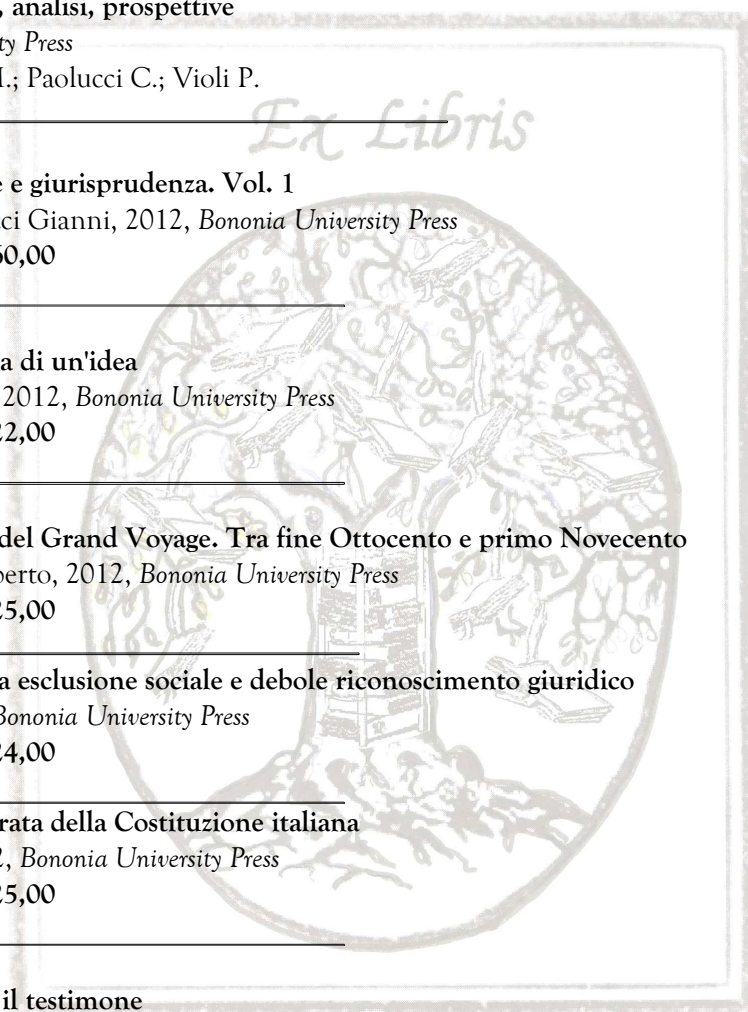 , analisi, prospettive
ty Press
.; Paolucci C.; Violi P.
Ex Libris
e e giurisprudenza. Vol. 1
ci Gianni, 2012, Bononia University Press
0,00
a di un'idea
2012, Bononia University Press
2,00
del Grand Voyage. Tra fine Ottocento e primo Novecento
berto, 2012, Bononia University Press
25,00
a esclusione sociale e debole riconoscimento giuridico
Bononia University Press
24,00
rata della Costituzione italiana
2, Bononia University Press
25,00
il testimone